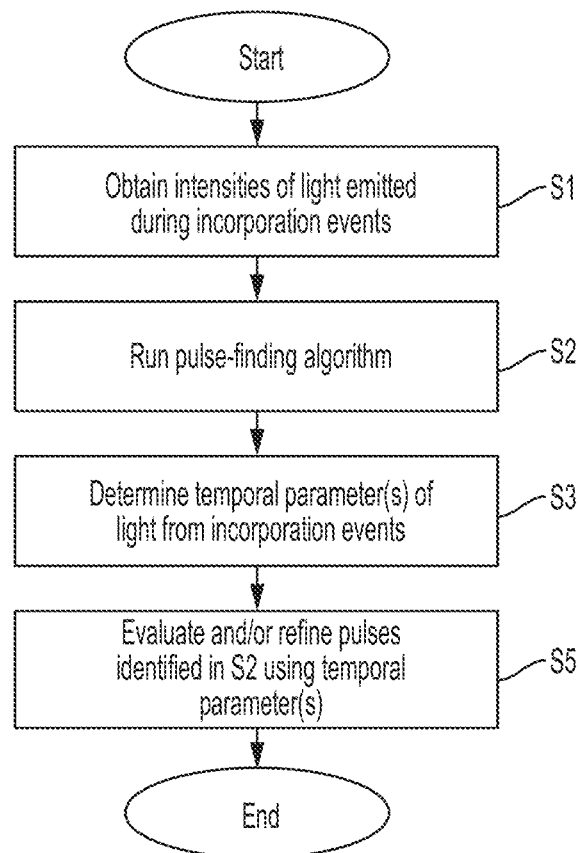 Start
Obtain intensities of light emitted
during incorporation events
S1
Run pulse-finding algorithm
S2
Determine temporal parameter(s) of
light from incorporation events
S3
Evaluate and/or refine pulses
identified in S2 using temporal
parameter(s)
S5
End